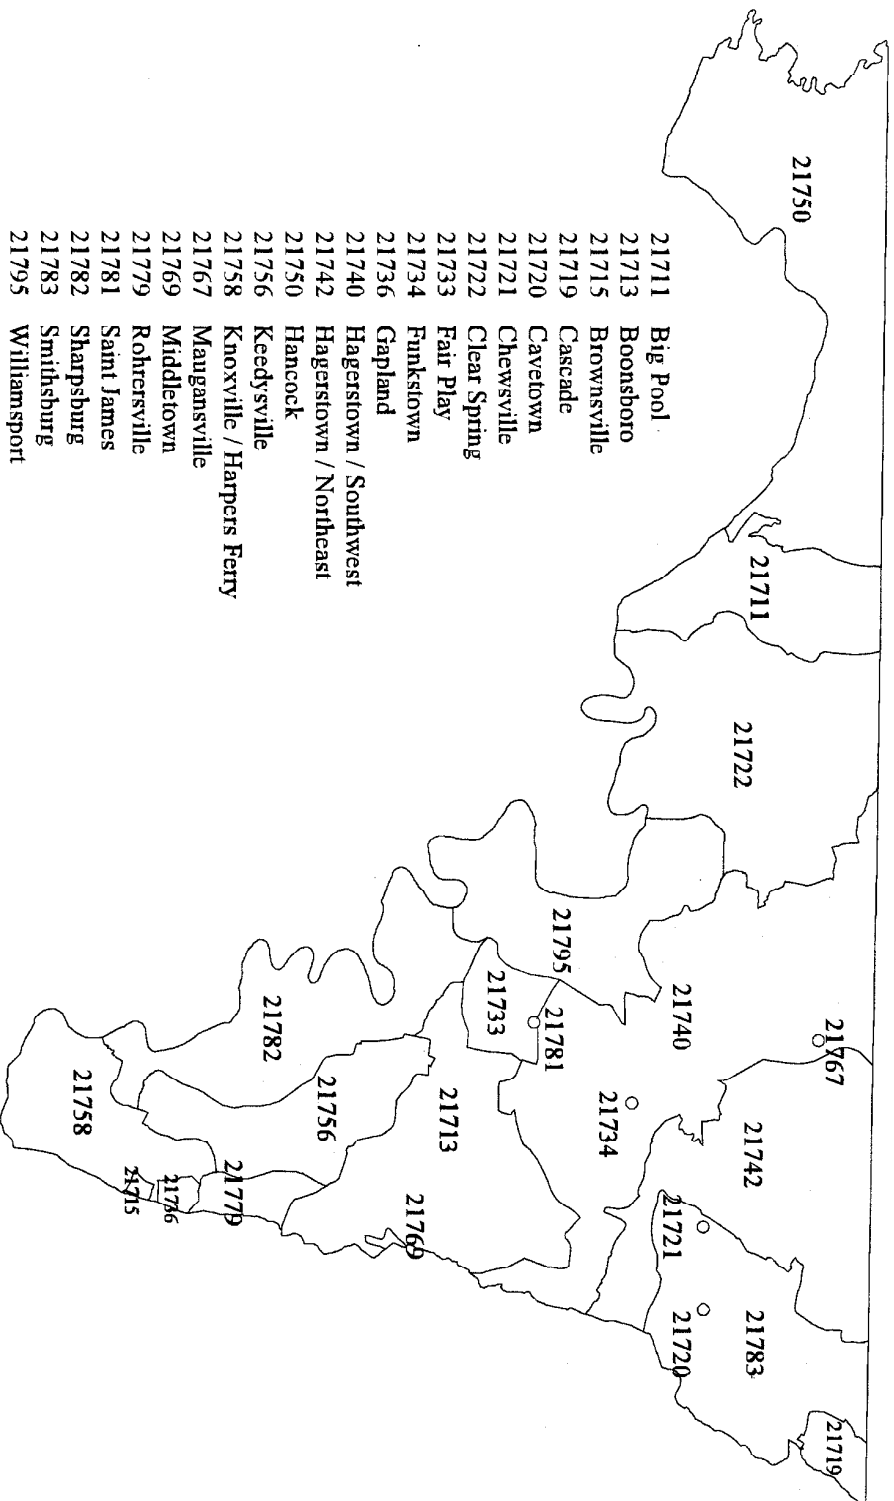 21750
21711
21722
21795
21733
21740
21781
21767
21782
21734
21713
21756
21758
21742
21715
21736
21779
21769
21721
21720
21783
21719
21711 Big Pool
21713 Boonsboro
21715 Brownsville
21719 Cascade
21720 Cavetown
21721 Chewsville
21722 Clear Spring
21733 Fair Play
21734 Funkstown
21736 Gapland
21740 Hagerstown / Southwest
21742 Hagerstown / Northeast
21750 Hancock
21756 Keedysville
21758 Knoxville / Harpers Ferry
21767 Maugansville
21769 Middletown
21779 Rohrersville
21781 Saint James
21782 Sharpsburg
21783 Smithsburg
21795 Williamsport